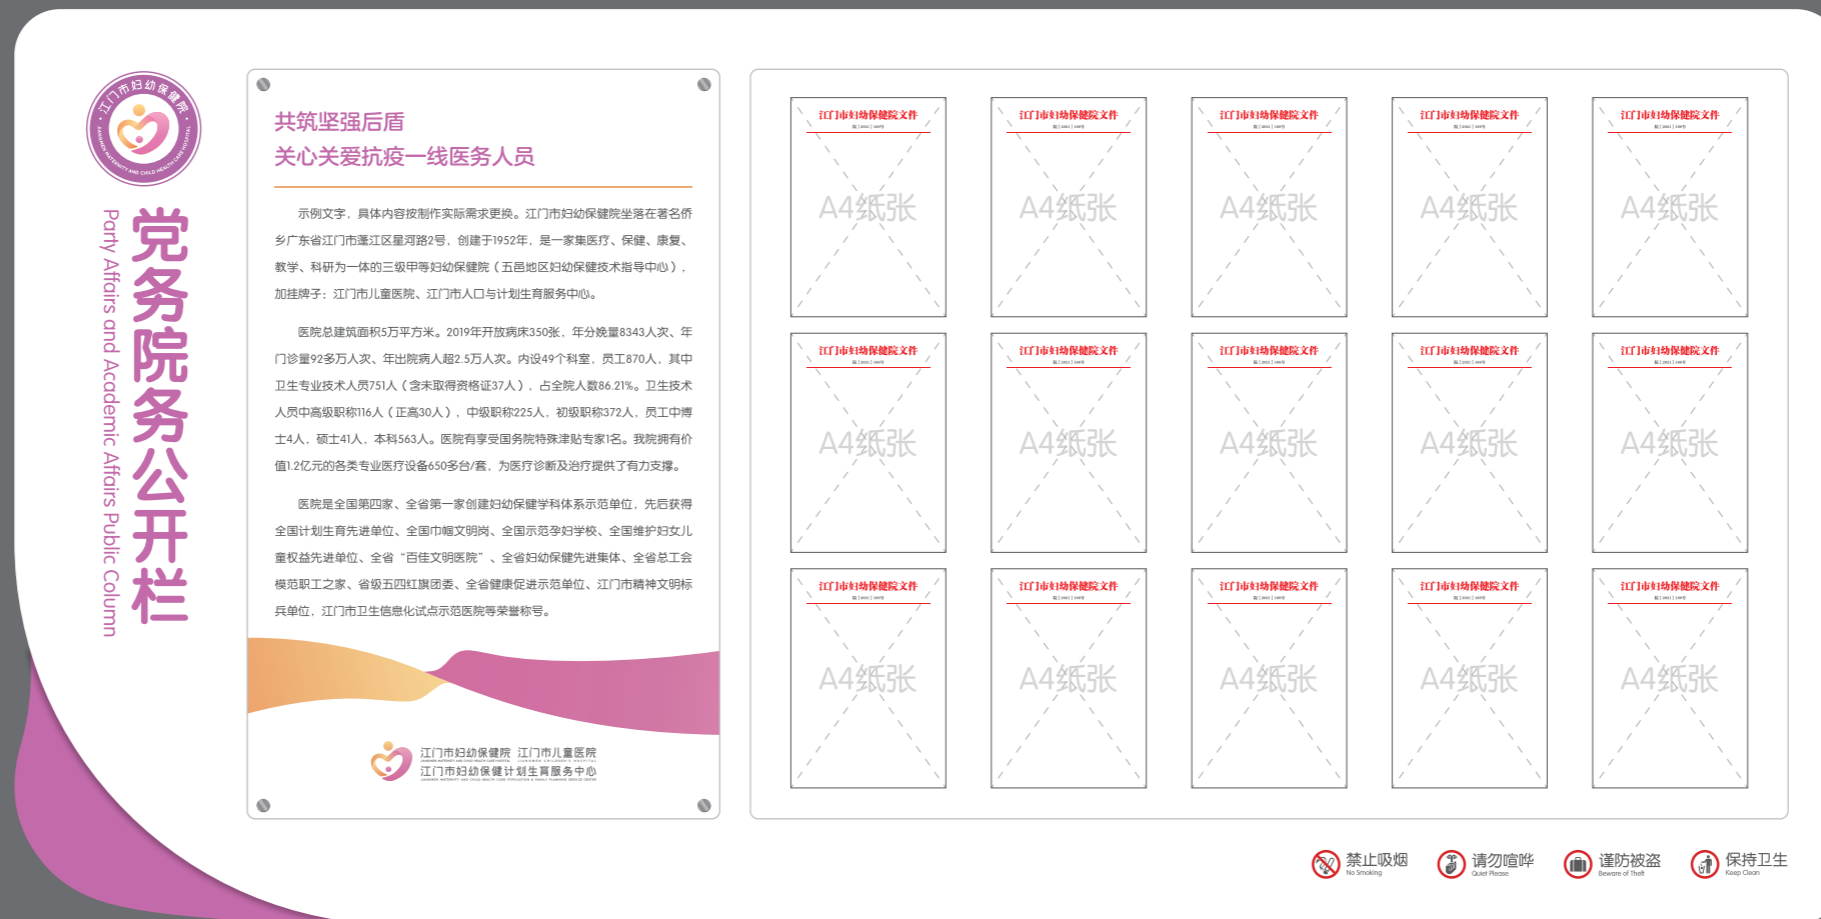 江门市妇幼保健院
JIANGMEN MATERNITY AND CHILD HEALTH CARE HOSPITAL
党务院务公开栏
Party Affairs and Academic Affairs Public Column
共筑坚强后盾
关心关爱抗疫一线医务人员
示例文字，具体内容按制作实际需求更换。江门市妇幼保健院坐落在著名侨
乡广东省江门市蓬江区星河路2号，创建于1952年，是一家集医疗、保健、康复、
教学、科研为一体的三级甲等妇幼保健院（五邑地区妇幼保健技术指导中心），
加挂牌子：江门市儿童医院、江门市人口与计划生育服务中心。
医院总建筑面积5万平方米。2019年开放病床350张，年分娩量8343人次、年
门诊量92多万人次、年出院病人超2.5万人次。内设49个科室，员工870人，其中
卫生专业技术人员751人（含未取得资格证37人），占全院人数86.21%。卫生技术
人员中高级职称116人（正高30人），中级职称225人，初级职称372人，员工中博
士4人，硕士41人，本科563人。医院有享受国务院特殊津贴专家1名。我院拥有价
值1.2亿元的各类专业医疗设备650多台/套，为医疗诊断及治疗提供了有力支撑。
医院是全国第四家、全省第一家创建妇幼保健学科体系示范单位，先后获得
全国计划生育先进单位、全国巾帼文明岗、全国示范孕妇学校、全国维护妇女儿
童权益先进单位、全省“百佳文明医院”、全省妇幼保健先进集体、全省总工会
模范职工之家、省级五四红旗团委、全省健康促进示范单位、江门市精神文明标
兵单位，江门市卫生信息化试点示范医院等荣誉称号。
江门市妇幼保健院 江门市儿童医院
江门市妇幼保健计划生育服务中心
江门市妇幼保健院文件 江门市妇幼保健院文件 江门市妇幼保健院文件 江门市妇幼保健院文件 江门市妇幼保健院文件
A4纸张 A4纸张 A4纸张 A4纸张 A4纸张
江门市妇幼保健院文件 江门市妇幼保健院文件 江门市妇幼保健院文件 江门市妇幼保健院文件 江门市妇幼保健院文件
A4纸张 A4纸张 A4纸张 A4纸张 A4纸张
江门市妇幼保健院文件 江门市妇幼保健院文件 江门市妇幼保健院文件 江门市妇幼保健院文件 江门市妇幼保健院文件
A4纸张 A4纸张 A4纸张 A4纸张 A4纸张
禁止吸烟 请勿喧哗 谨防被盗 保持卫生
No Smoking Quiet Please Beware of Theft Keep Clean